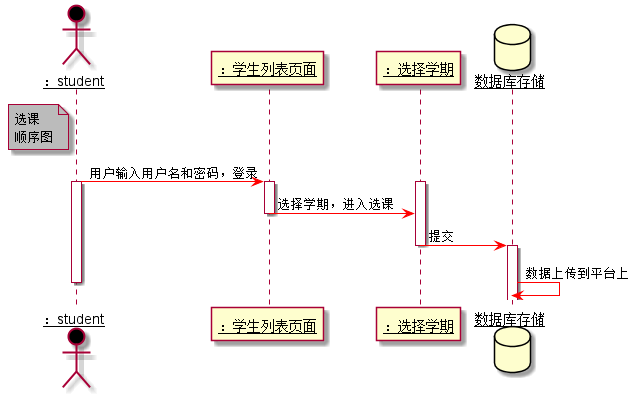 : student
: 学生列表页面
: 选择学期
数据库存储
选课
顺序图
用户输入用户名和密码，登录
选择学期，进入选课
提交
数据上传到平台上
: student
: 学生列表页面
: 选择学期
数据库存储